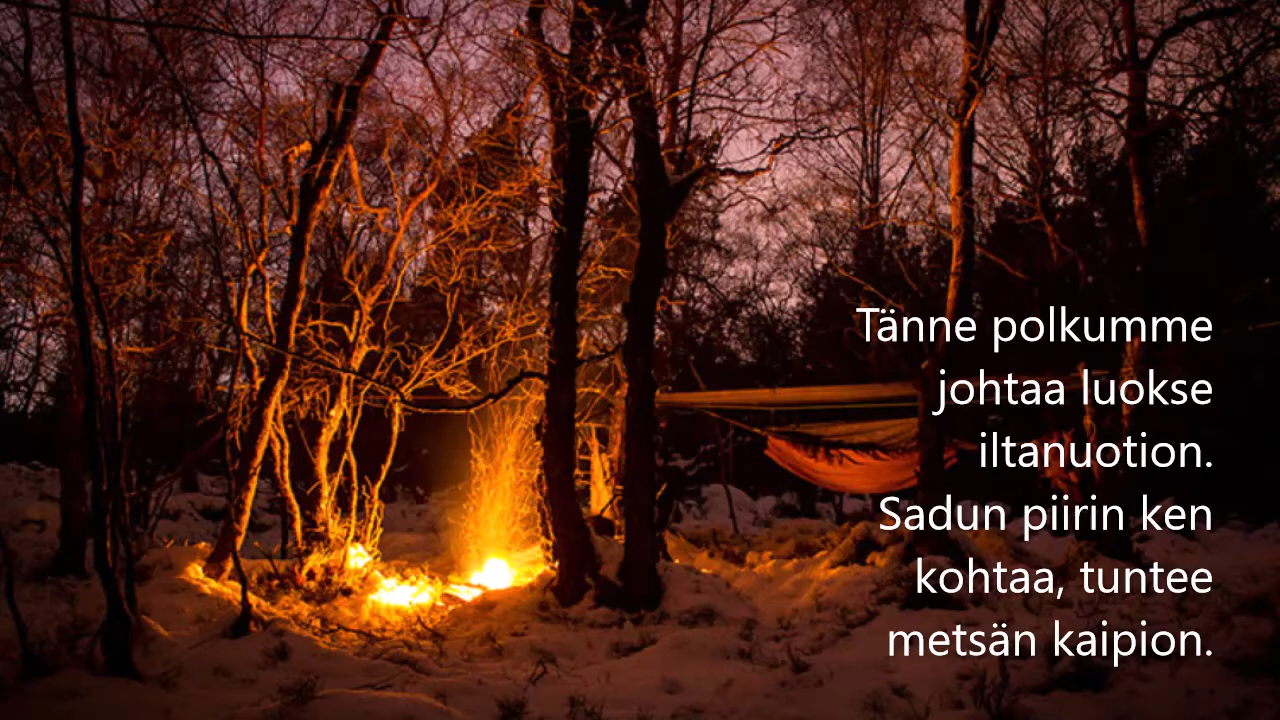 Tänne polkumme
johtaa luokse
iltanuotion.
Sadun piirin ken
kohtaa, tuntee
metsän kaipion.